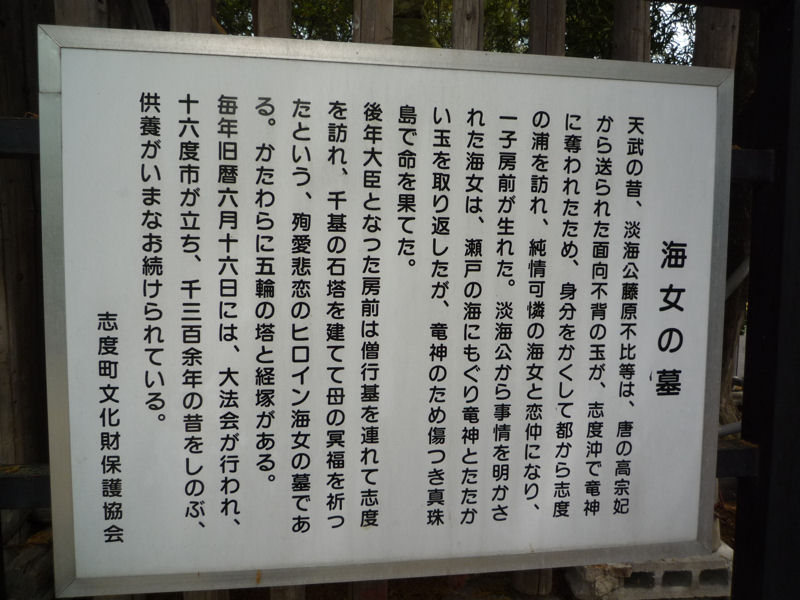 海女の墓
天武の昔、淡海公藤原不比等は、唐の高宗妃
から送られた面向不背の玉が、志度沖で竜神
に奪われたため、身分をかくして都から志度
の浦を訪れ、純情可憐の海女と恋仲になり、
一子房前が生れた。淡海公から事情を明かさ
れた海女は、瀬戸の海にもぐり竜神とたたか
い玉を取り返したが、竜神のため傷つき真珠
島で命を果てた。
後年大臣となった房前は僧行基を連れて志度
を訪れ、千基の石塔を建てて母の冥福を祈っ
たという、殉愛悲恋のヒロイン海女の墓であ
る。かたわらに五輪の塔と経塚がある。
毎年旧暦六月十六日には、大法会が行われ、
十六度市が立ち、千三百余年の昔をしのぶ、
供養がいまなお続けられている。
志度町文化財保護協会